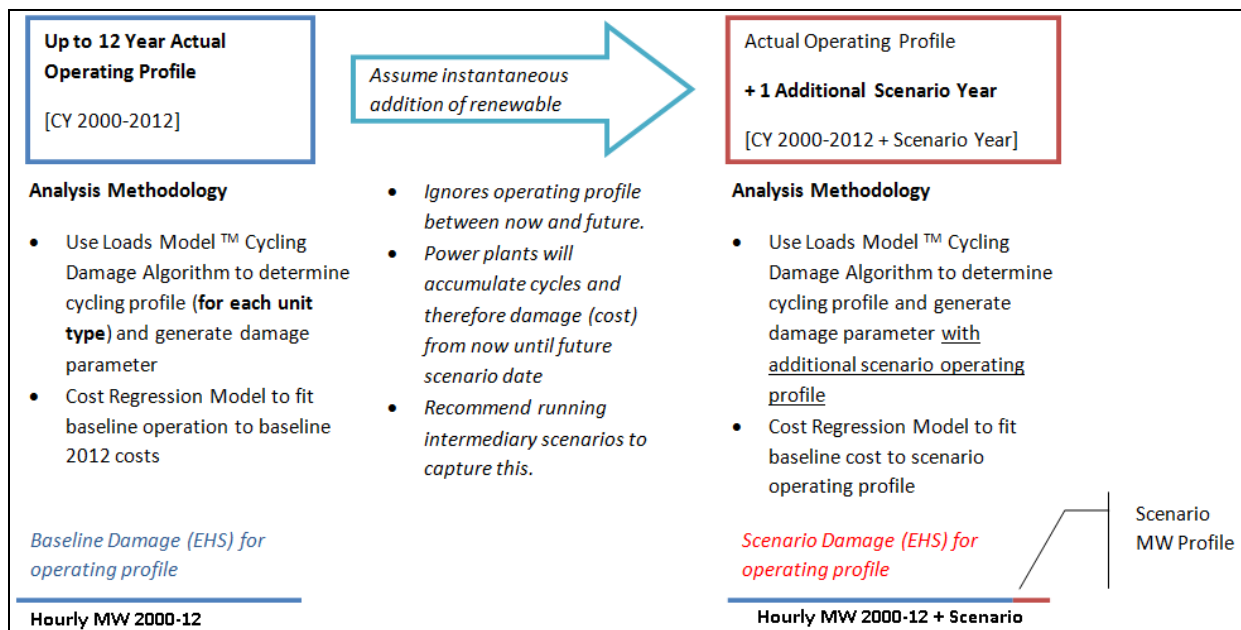 Up to 12 Year Actual
Operating Profile
[CY 2000-2012]
Assume instantaneous
addition of renewable
Actual Operating Profile
+ 1 Additional Scenario Year
[CY 2000-2012 + Scenario Year]
Analysis Methodology
• Use Loads Model ™ Cycling
Damage Algorithm to determine
cycling profile (for each unit
type) and generate damage
parameter
• Cost Regression Model to fit
baseline operation to baseline
2012 costs
• Ignores operating profile
between now and future.
• Power plants will
accumulate cycles and
therefore damage (cost)
from now until future
scenario date
• Recommend running
intermediary scenarios to
capture this.
Analysis Methodology
• Use Loads Model ™ Cycling
Damage Algorithm to determine
cycling profile and generate
damage parameter with
additional scenario operating
profile
• Cost Regression Model to fit
baseline cost to scenario
operating profile
Scenario
MW Profile
Baseline Damage (EHS) for
operating profile
Scenario Damage (EHS) for
operating profile
Hourly MW 2000-12
Hourly MW 2000-12 + Scenario